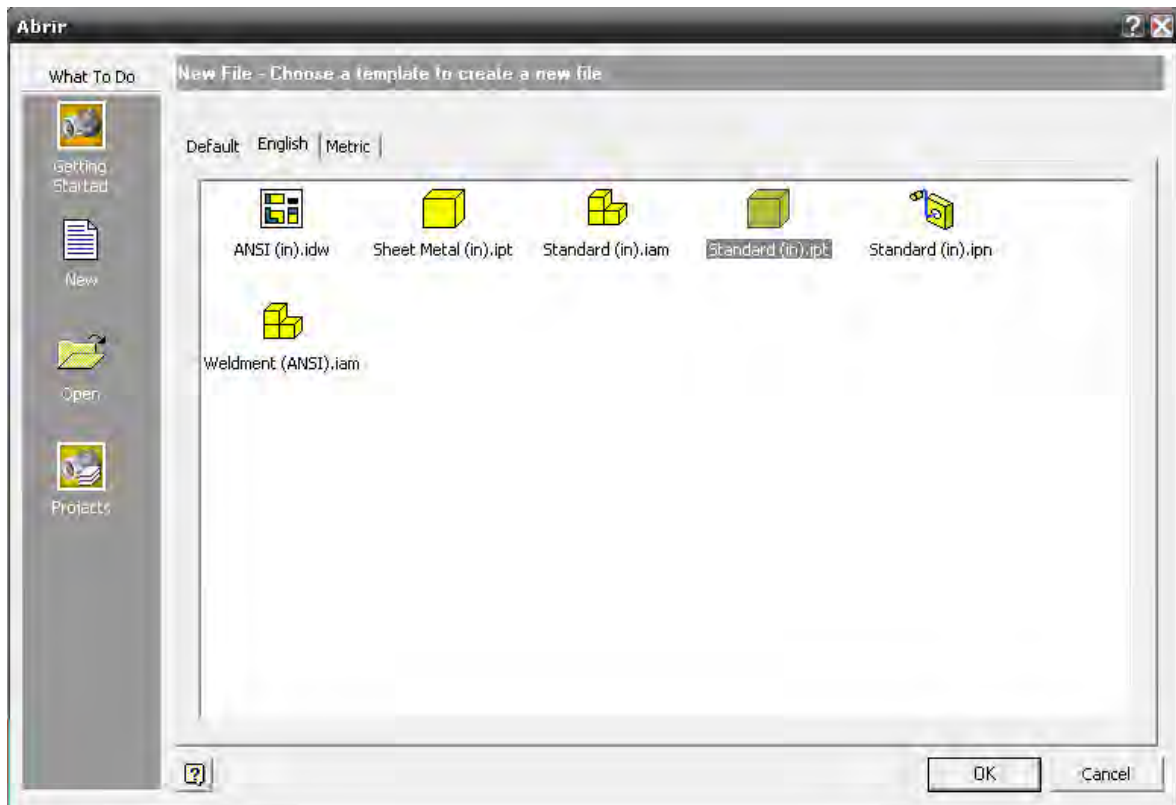 Abrir
What To Do
New File - Choose a template to create a new file
Getting
Started
New
Open
Projects
Default English Metric
ANSI (in).idw Sheet Metal (in).ipt Standard (in).iam Standard (in).ipt Standard (in).ipn
Weldment (ANSI).iam
OK Cancel